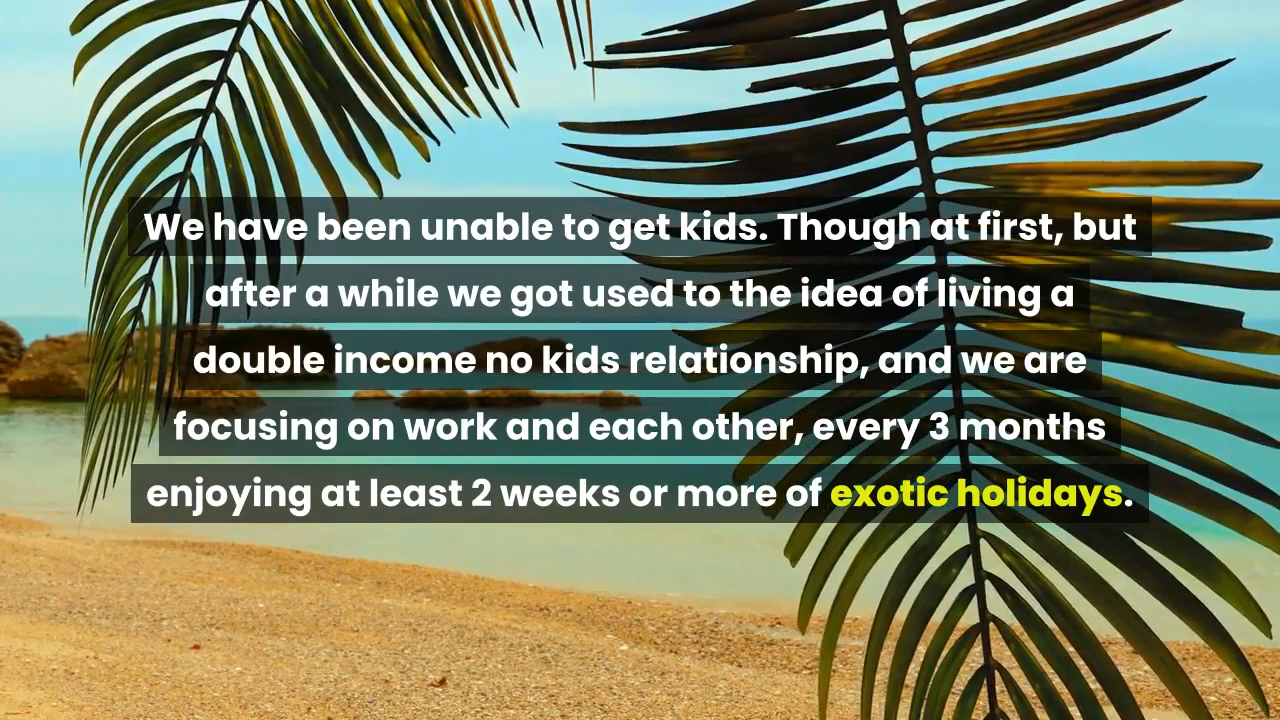 We have been unable to get kids. Though at first, but
after a while we got used to the idea of living a
double income no kids relationship, and we are
focusing on work and each other, every 3 months
enjoying at least 2 weeks or more of exotic holidays.